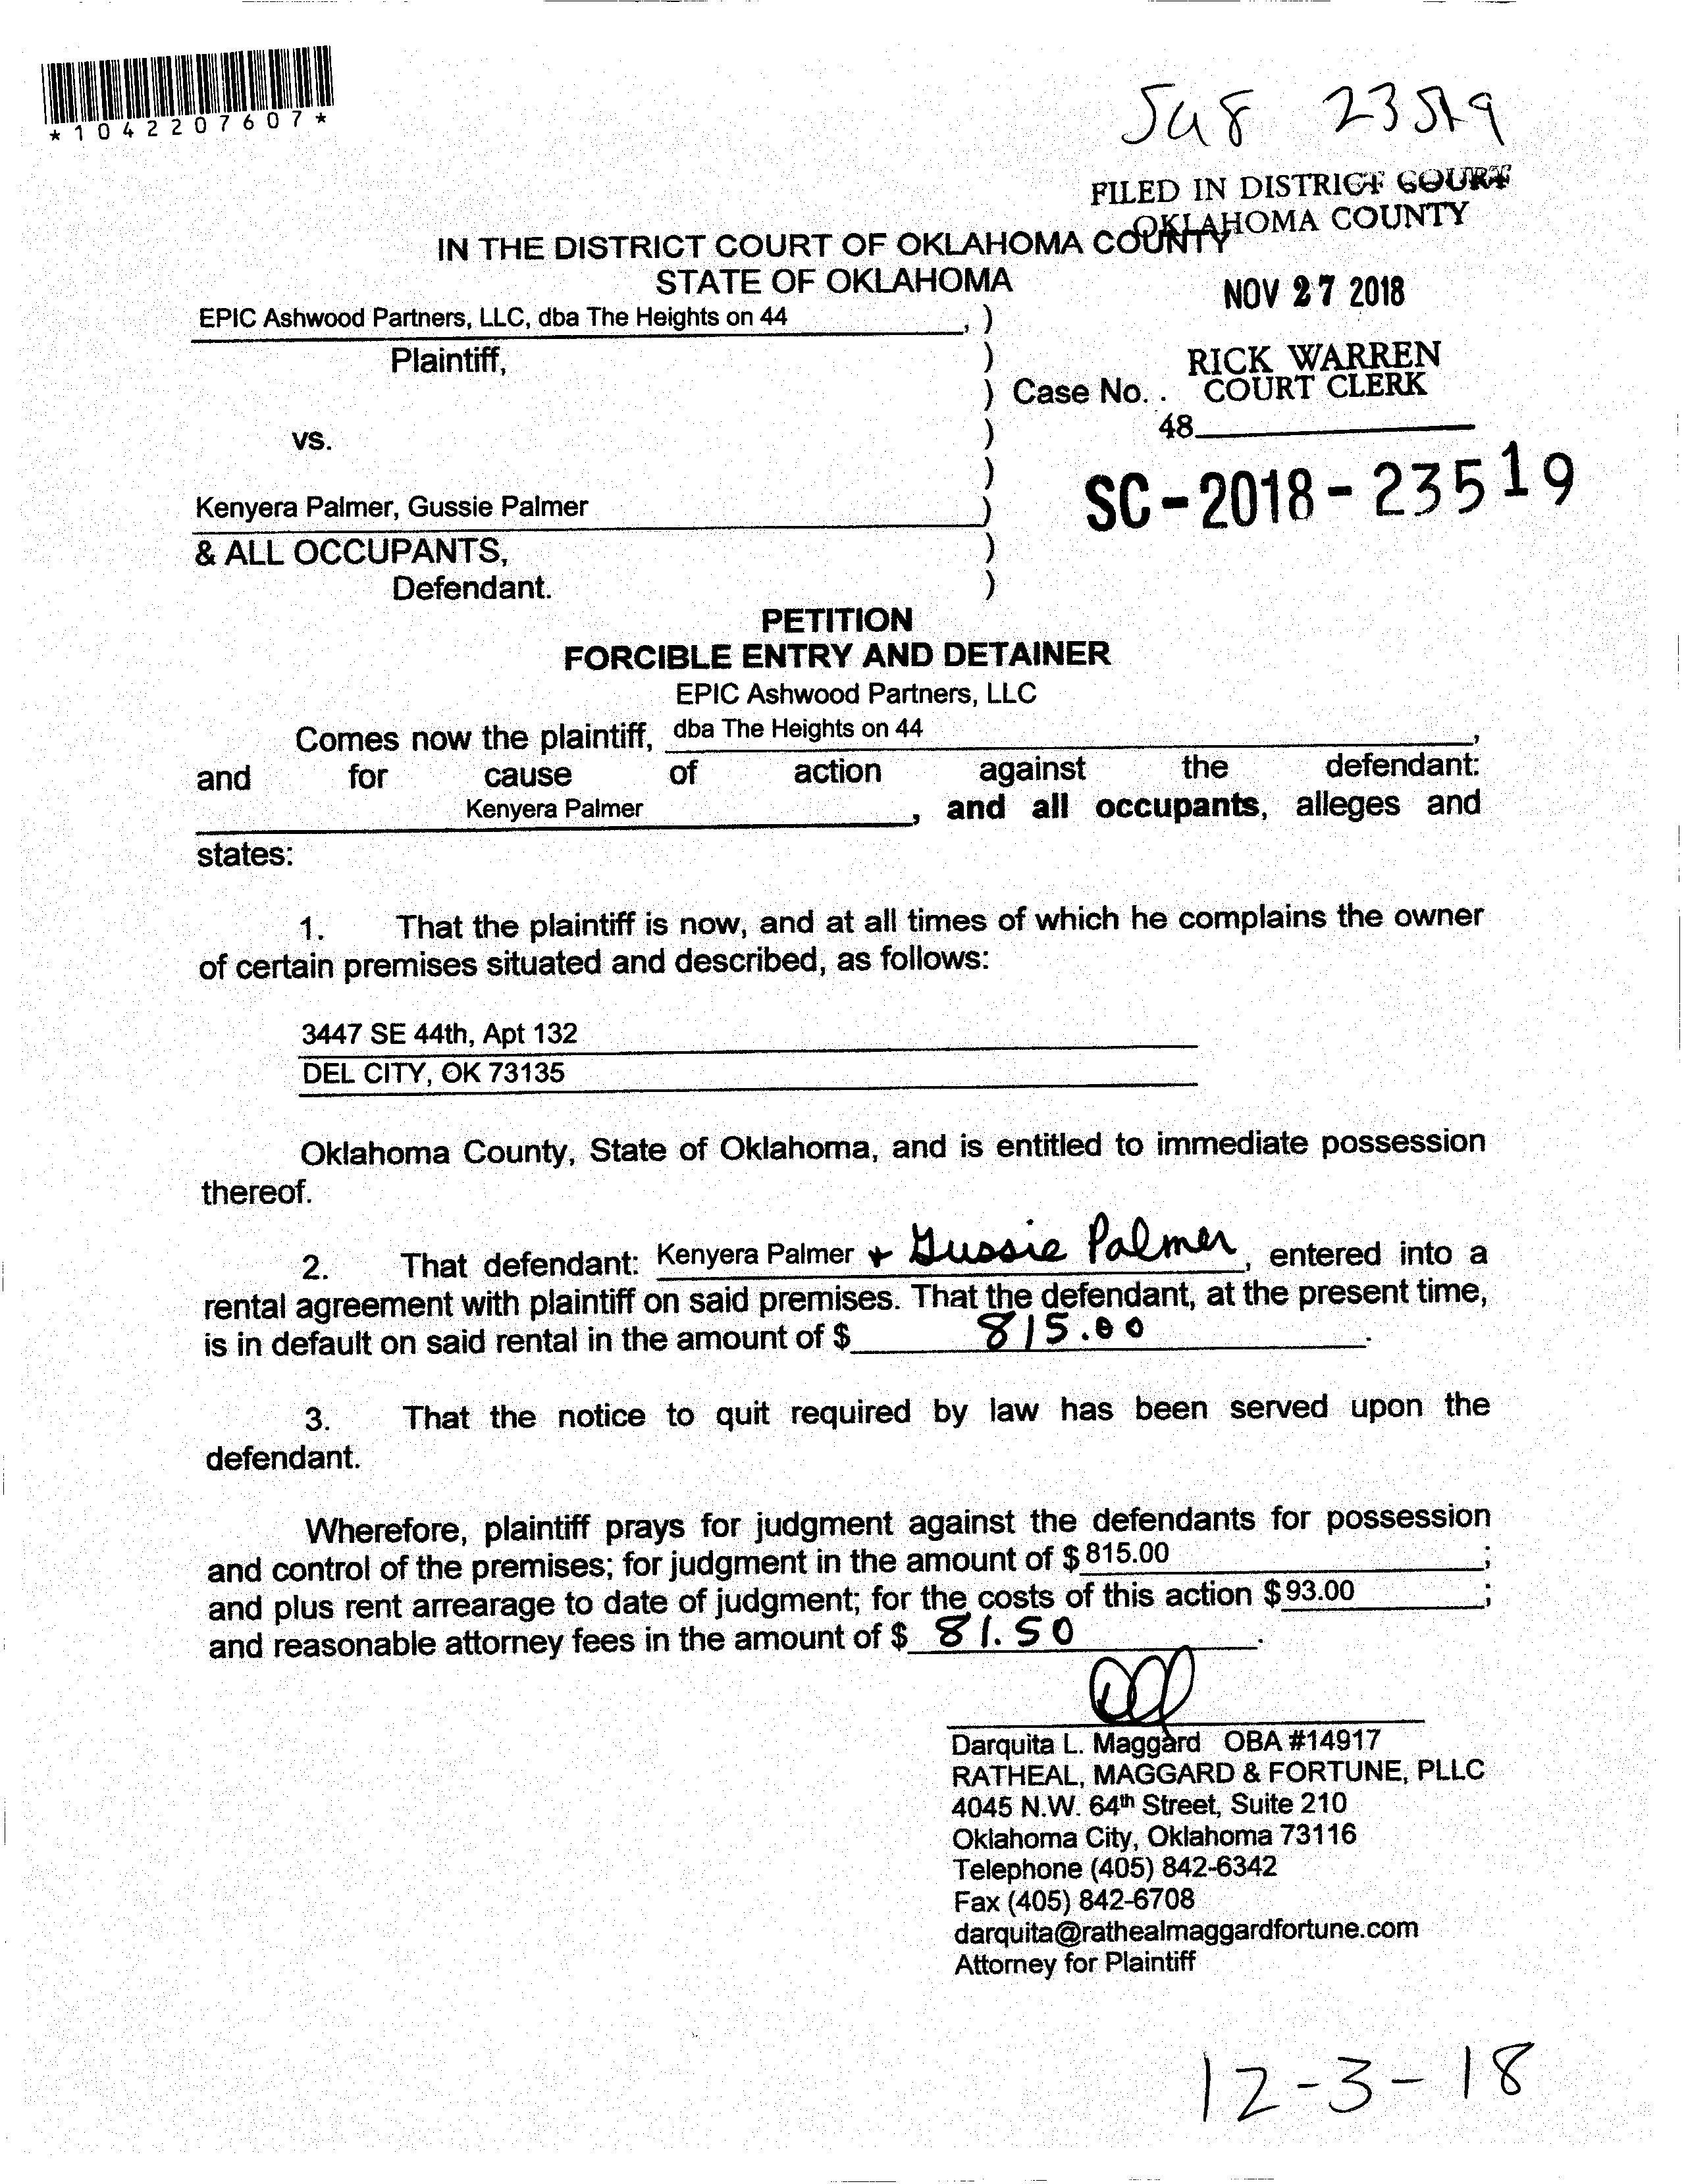 *1042207607*
FILED IN DISTRICT COURT
OKLAHOMA COUNTY
IN THE DISTRICT COURT OF OKLAHOMA COUNTY
STATE OF OKLAHOMA
NOV 27 2018
EPIC Ashwood Partners, LLC, dba The Heights on 44 , )
Plaintiff, )
RICK WARREN
) Case No. . COURT CLERK
vs. ) 48
)
SC-2018-23519
Kenyera Palmer, Gussie Palmer )
& ALL OCCUPANTS, )
Defendant. )
PETITION
FORCIBLE ENTRY AND DETAINER
EPIC Ashwood Partners, LLC
Comes now the plaintiff, dba The Heights on 44 ,
and for cause of action against the defendant:
Kenyera Palmer , and all occupants, alleges and
states:
1. That the plaintiff is now, and at all times of which he complains the owner
of certain premises situated and described, as follows:
3447 SE 44th, Apt 132
DEL CITY, OK 73135
Oklahoma County, State of Oklahoma, and is entitled to immediate possession
thereof.
2. That defendant: Kenyera Palmer + Gussie Palmer, entered into a
rental agreement with plaintiff on said premises. That the defendant, at the present time,
is in default on said rental in the amount of $ 815.00 .
3. That the notice to quit required by law has been served upon the
defendant.
Wherefore, plaintiff prays for judgment against the defendants for possession
and control of the premises; for judgment in the amount of $ 815.00 ;
and plus rent arrearage to date of judgment; for the costs of this action $ 93.00 ;
and reasonable attorney fees in the amount of $ 81.50 .
Darquita L. Maggard OBA #14917
RATHEAL, MAGGARD & FORTUNE, PLLC
4045 N.W. 64th Street, Suite 210
Oklahoma City, Oklahoma 73116
Telephone (405) 842-6342
Fax (405) 842-6708
darquita@rathealmaggardfortune.com
Attorney for Plaintiff
12-3-18